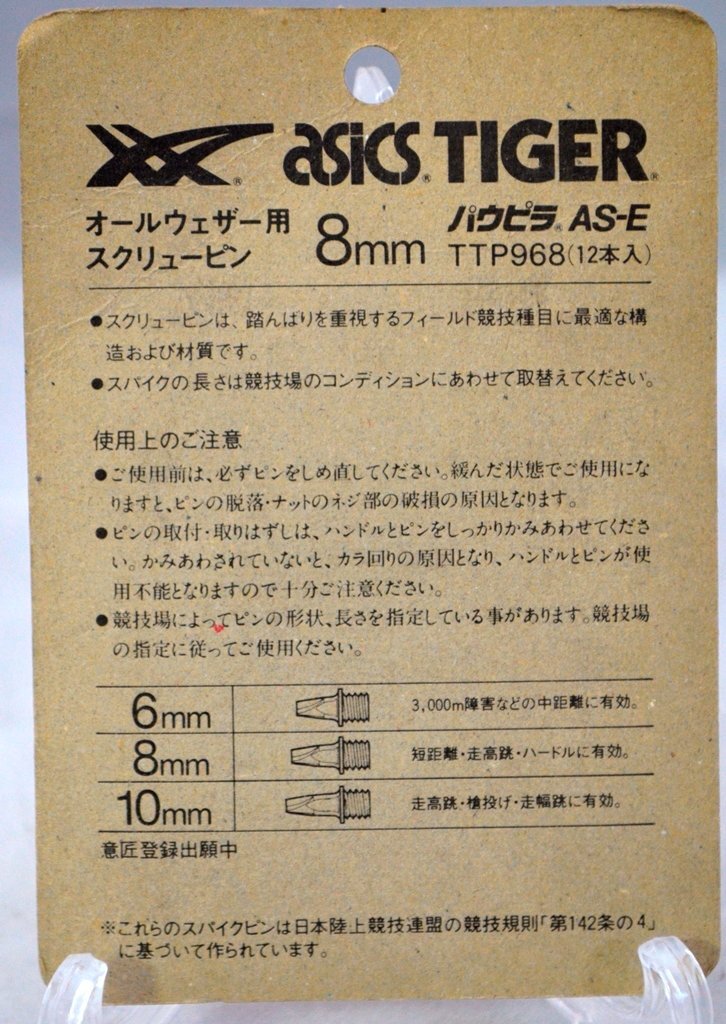 asics® TIGER®
オールウェザー用
スクリューピン
8mm
パウピラ® AS-E
TTP968(12本入)
●スクリューピンは、踏んばりを重視するフィールド競技種目に最適な構
造および材質です。
●スパイクの長さは競技場のコンディションにあわせて取替えてください。
使用上のご注意
●ご使用前は、必ずピンをしめ直してください。緩んだ状態でご使用にな
りますと、ピンの脱落・ナットのネジ部の破損の原因となります。
●ピンの取付・取りはずしは、ハンドルとピンをしっかりかみあわせてくださ
い。かみあわされていないと、カラ回りの原因となり、ハンドルとピンが使
用不能となりますので十分ご注意ください。
●競技場によってピンの形状、長さを指定している事があります。競技場
の指定に従ってご使用ください。
6mm 3,000m障害などの中距離に有効。
8mm 短距離・走高跳・ハードルに有効。
10mm 走高跳・槍投げ・走幅跳に有効。
意匠登録出願中
※これらのスパイクピンは日本陸上競技連盟の競技規則「第142条の4」
に基づいて作られています。